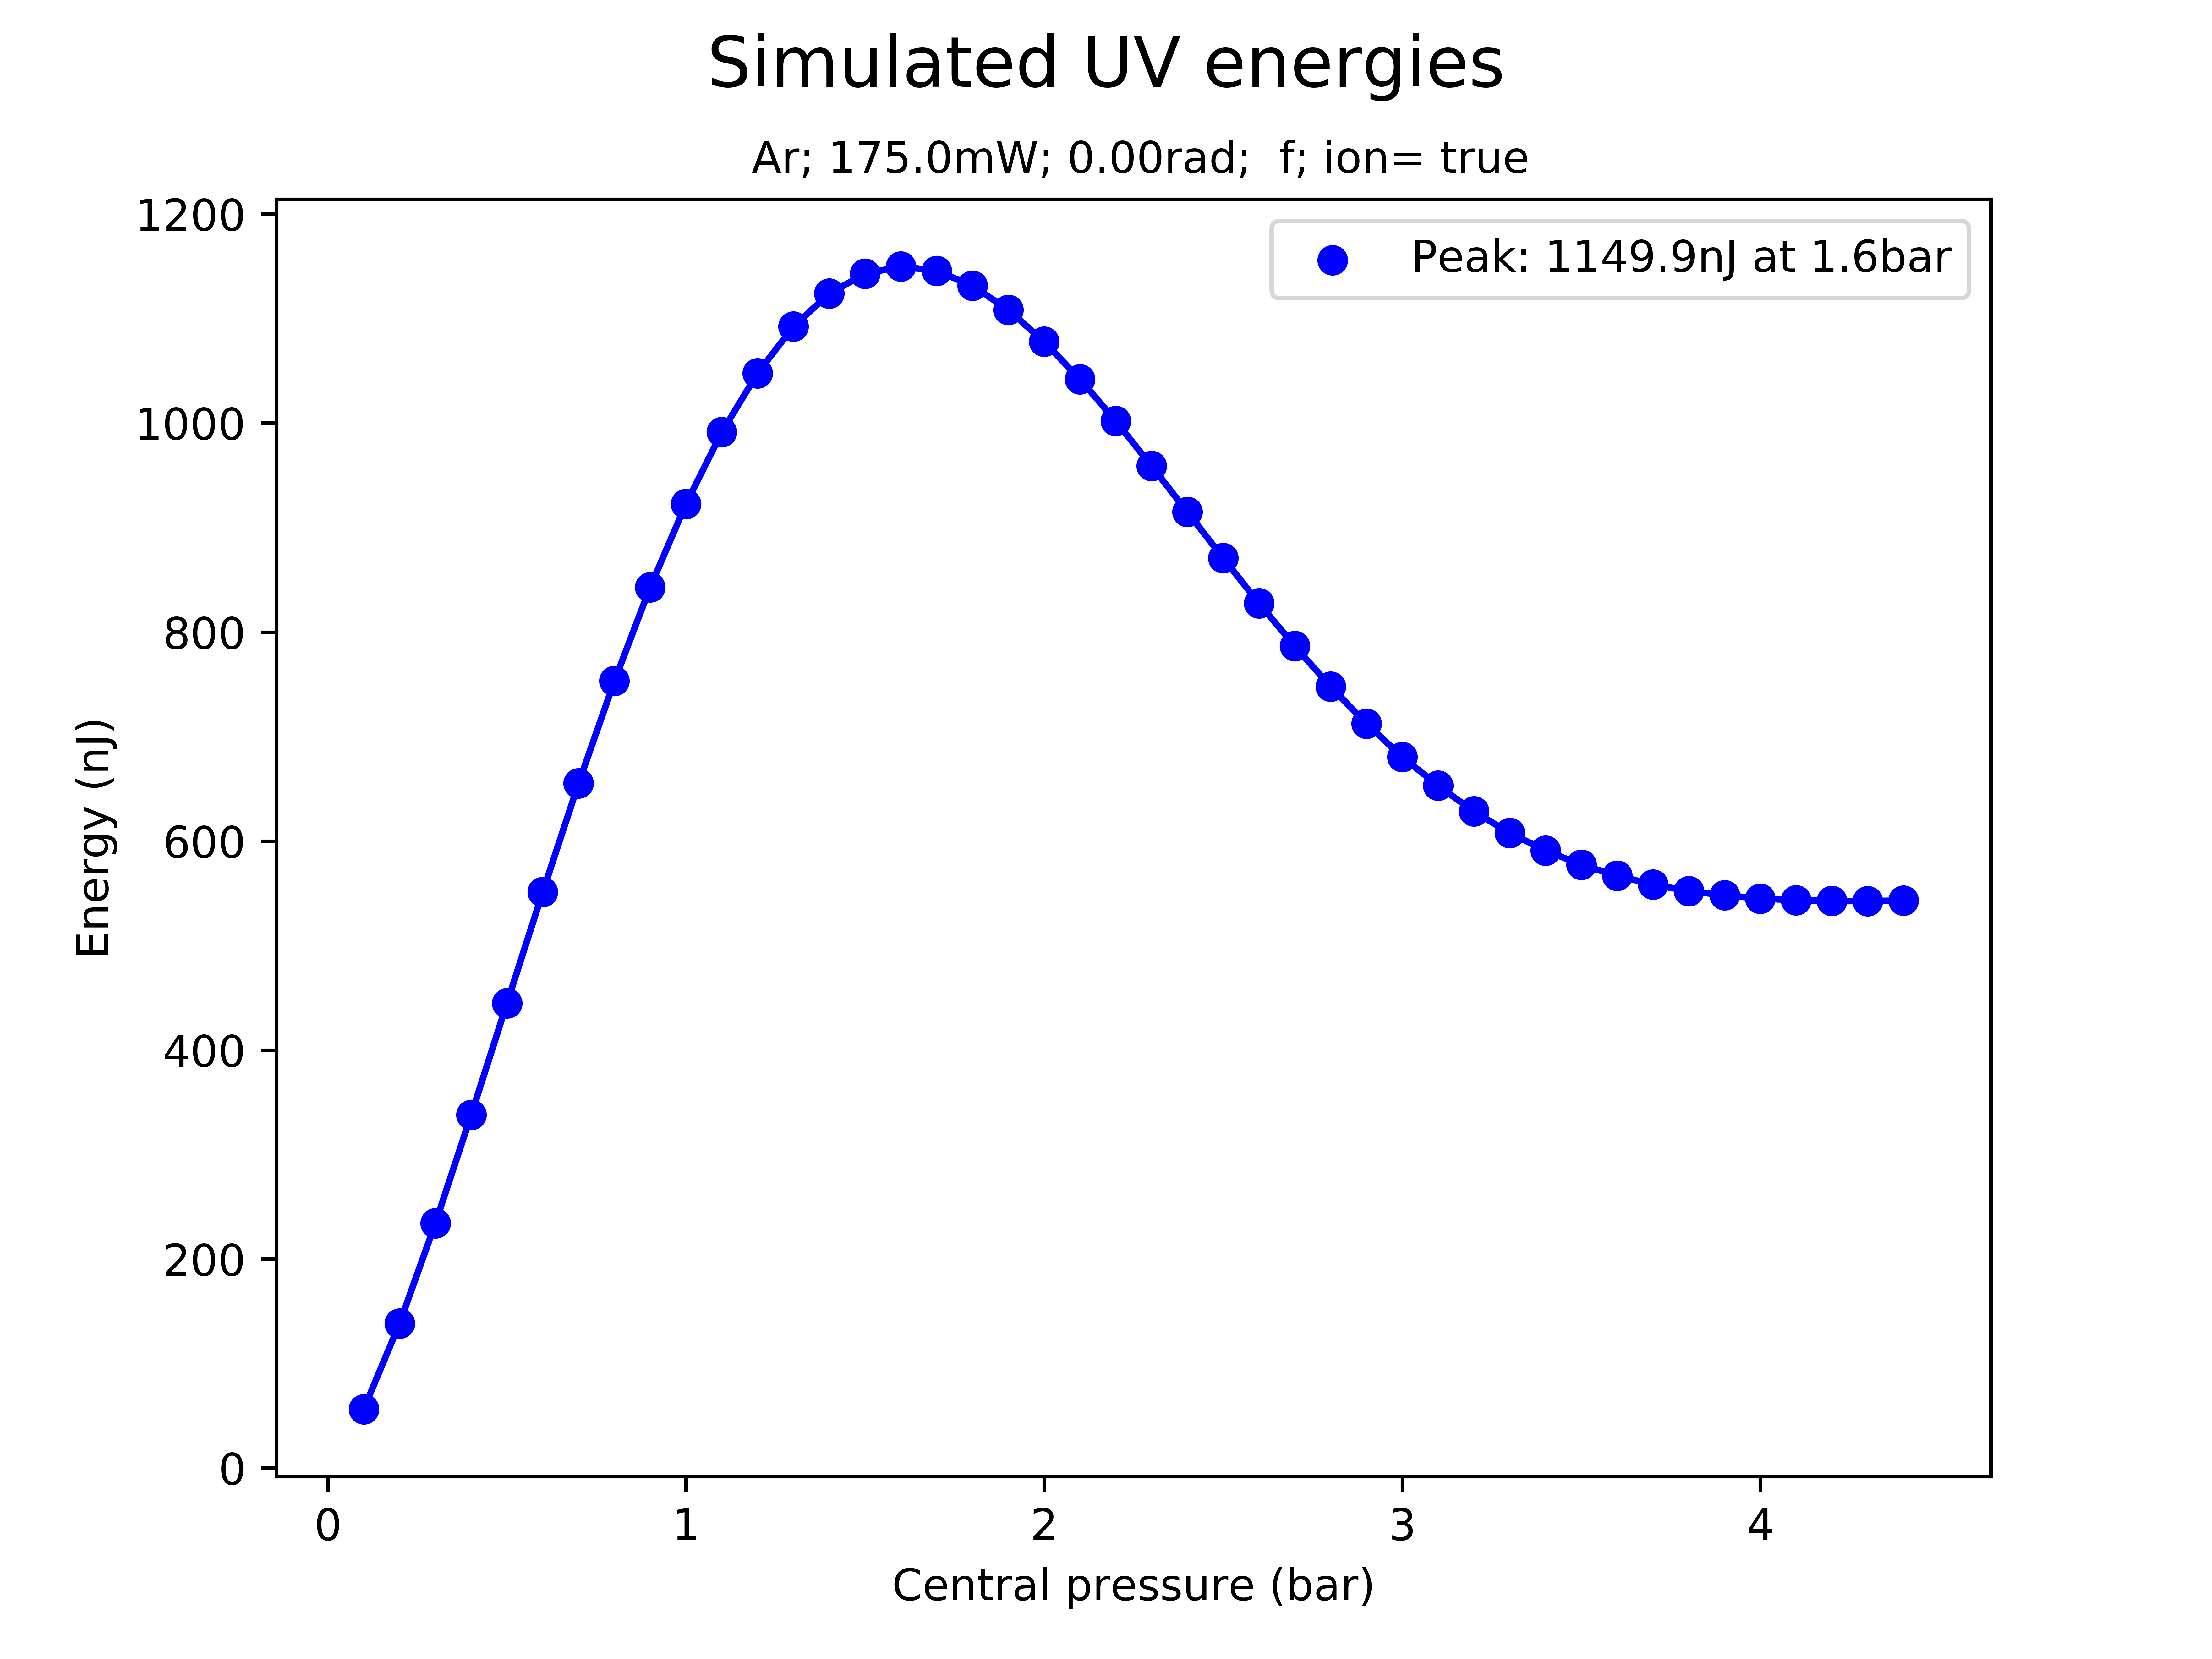 Simulated UV energies
Ar; 175.0mW; 0.00rad;  f; ion= true
Peak: 1149.9nJ at 1.6bar
1200
1000
800
600
400
200
0
Energy (nJ)
0 1 2 3 4
Central pressure (bar)